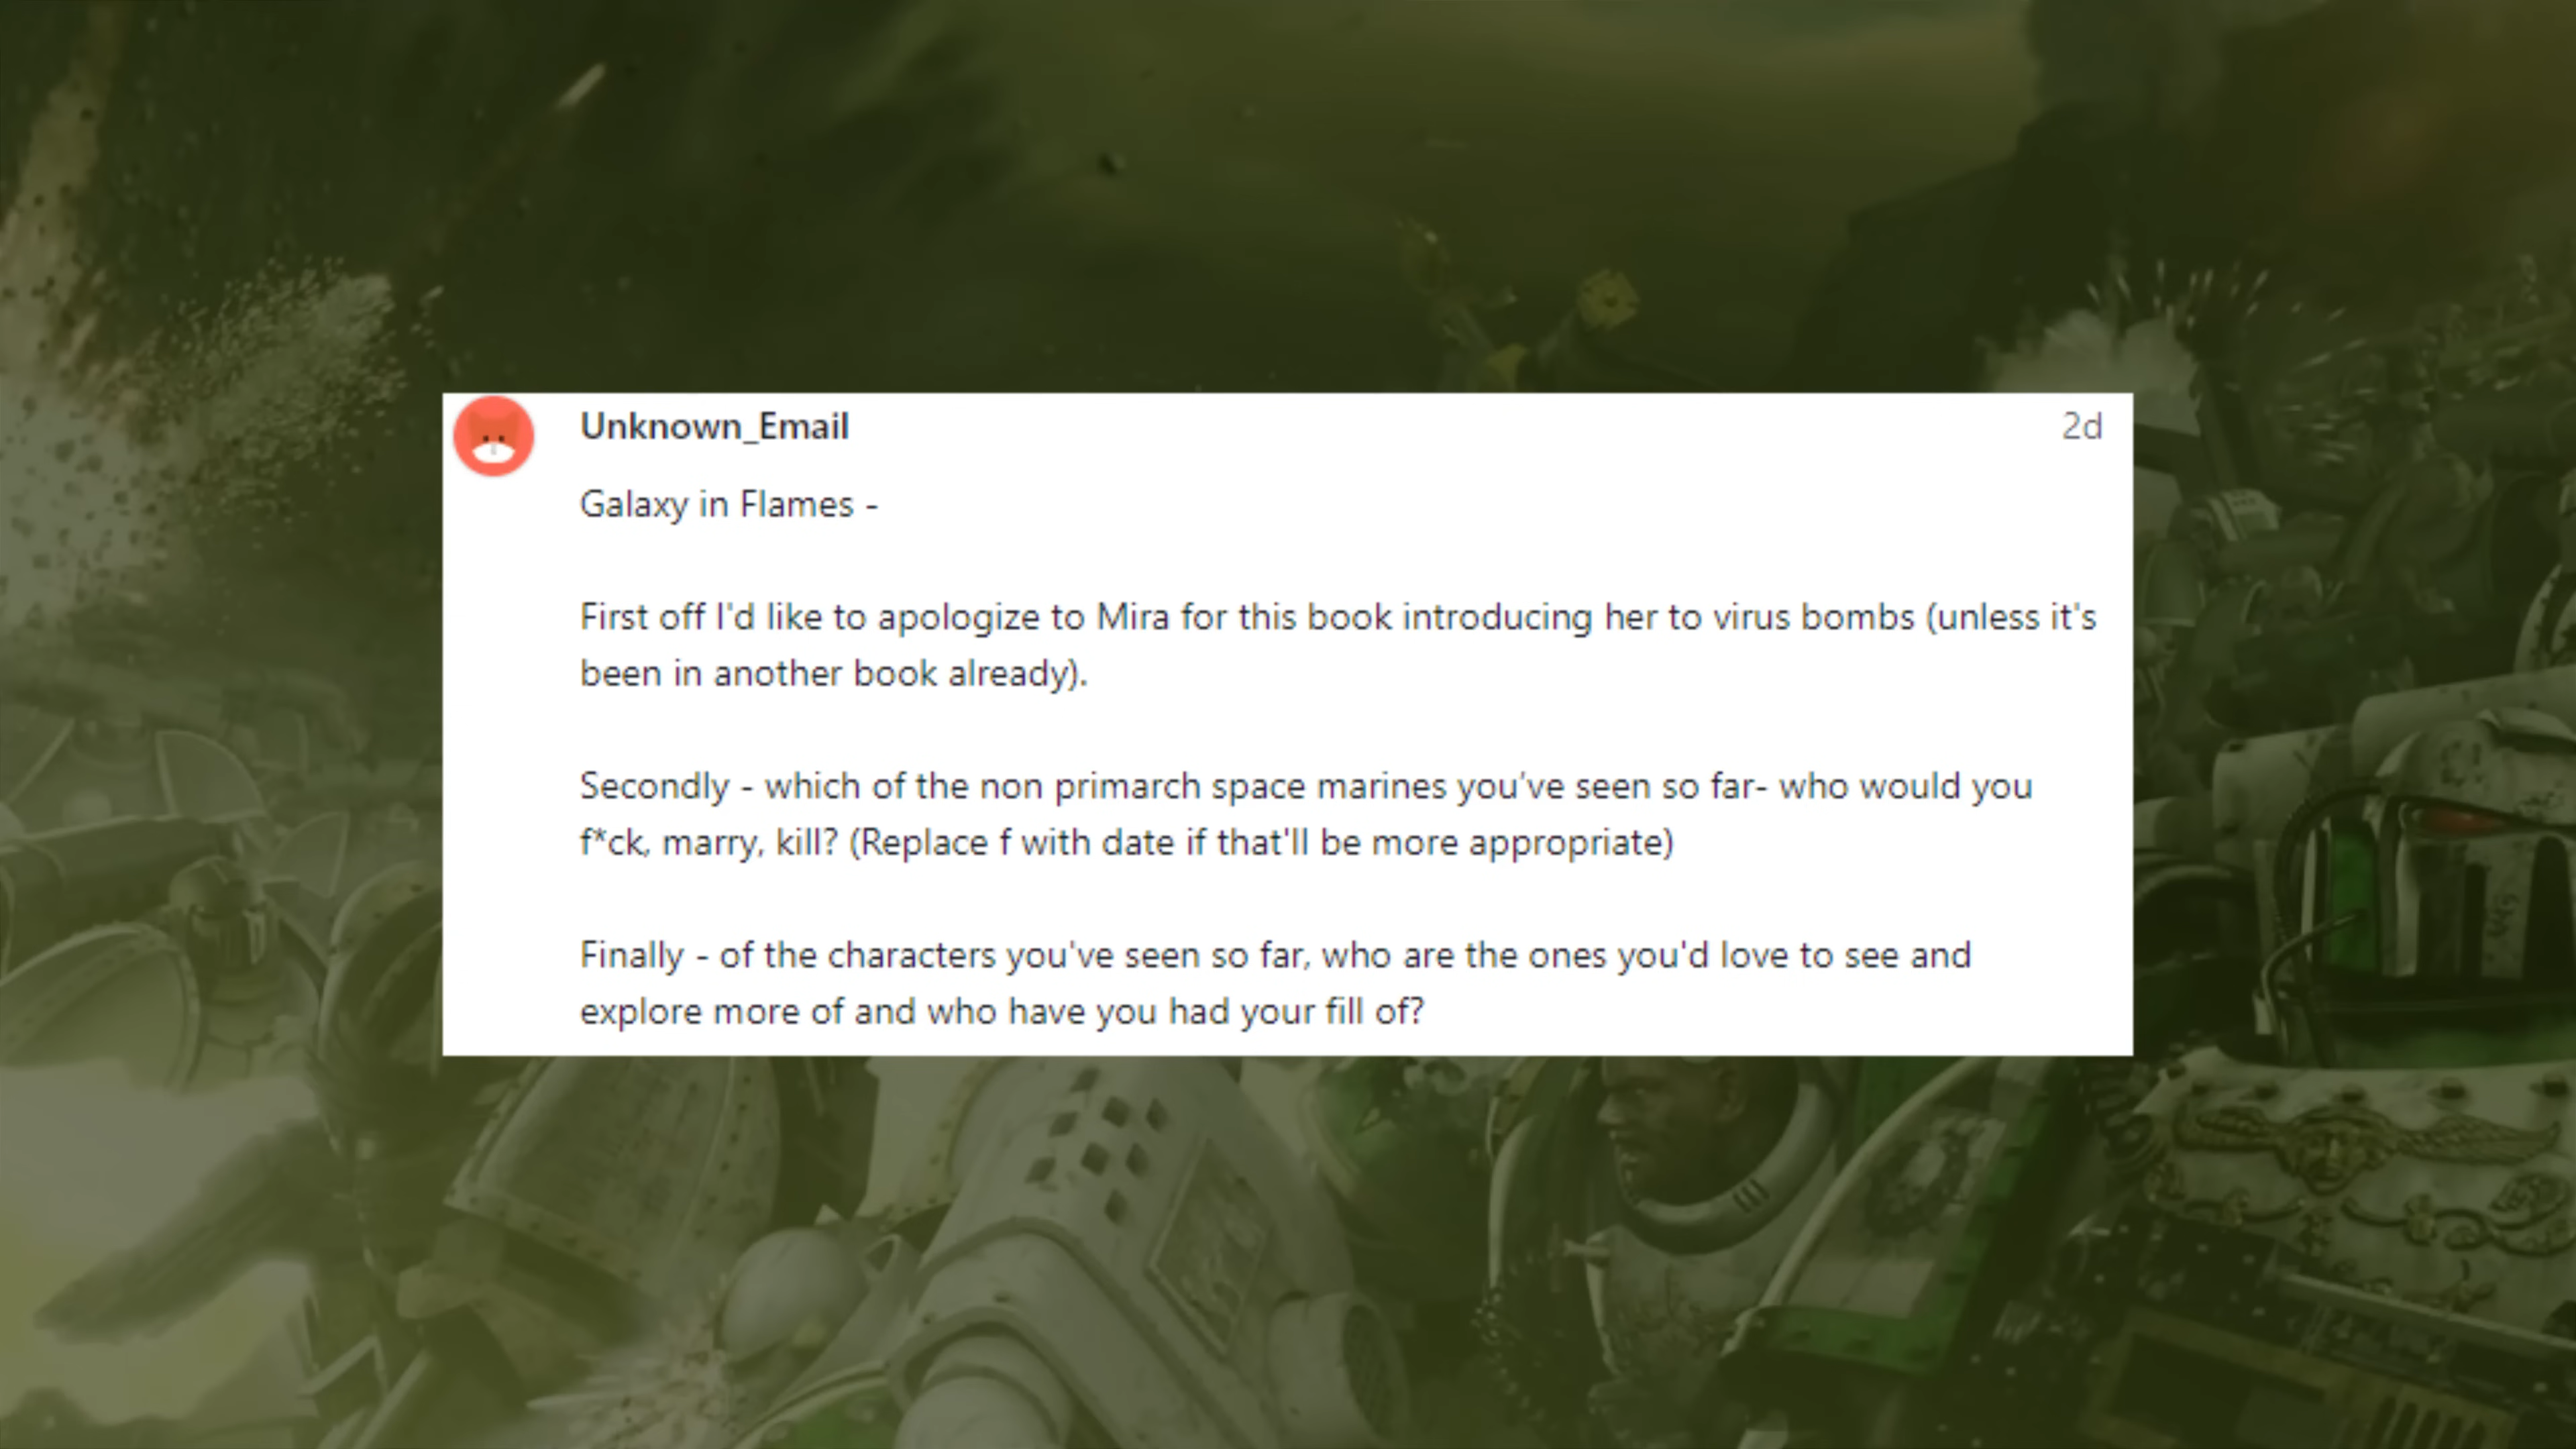 Unknown_Email
2d
Galaxy in Flames -
First off I'd like to apologize to Mira for this book introducing her to virus bombs (unless it's
been in another book already).
Secondly - which of the non primarch space marines you've seen so far- who would you
f*ck, marry, kill? (Replace f with date if that'll be more appropriate)
Finally - of the characters you've seen so far, who are the ones you'd love to see and
explore more of and who have you had your fill of?